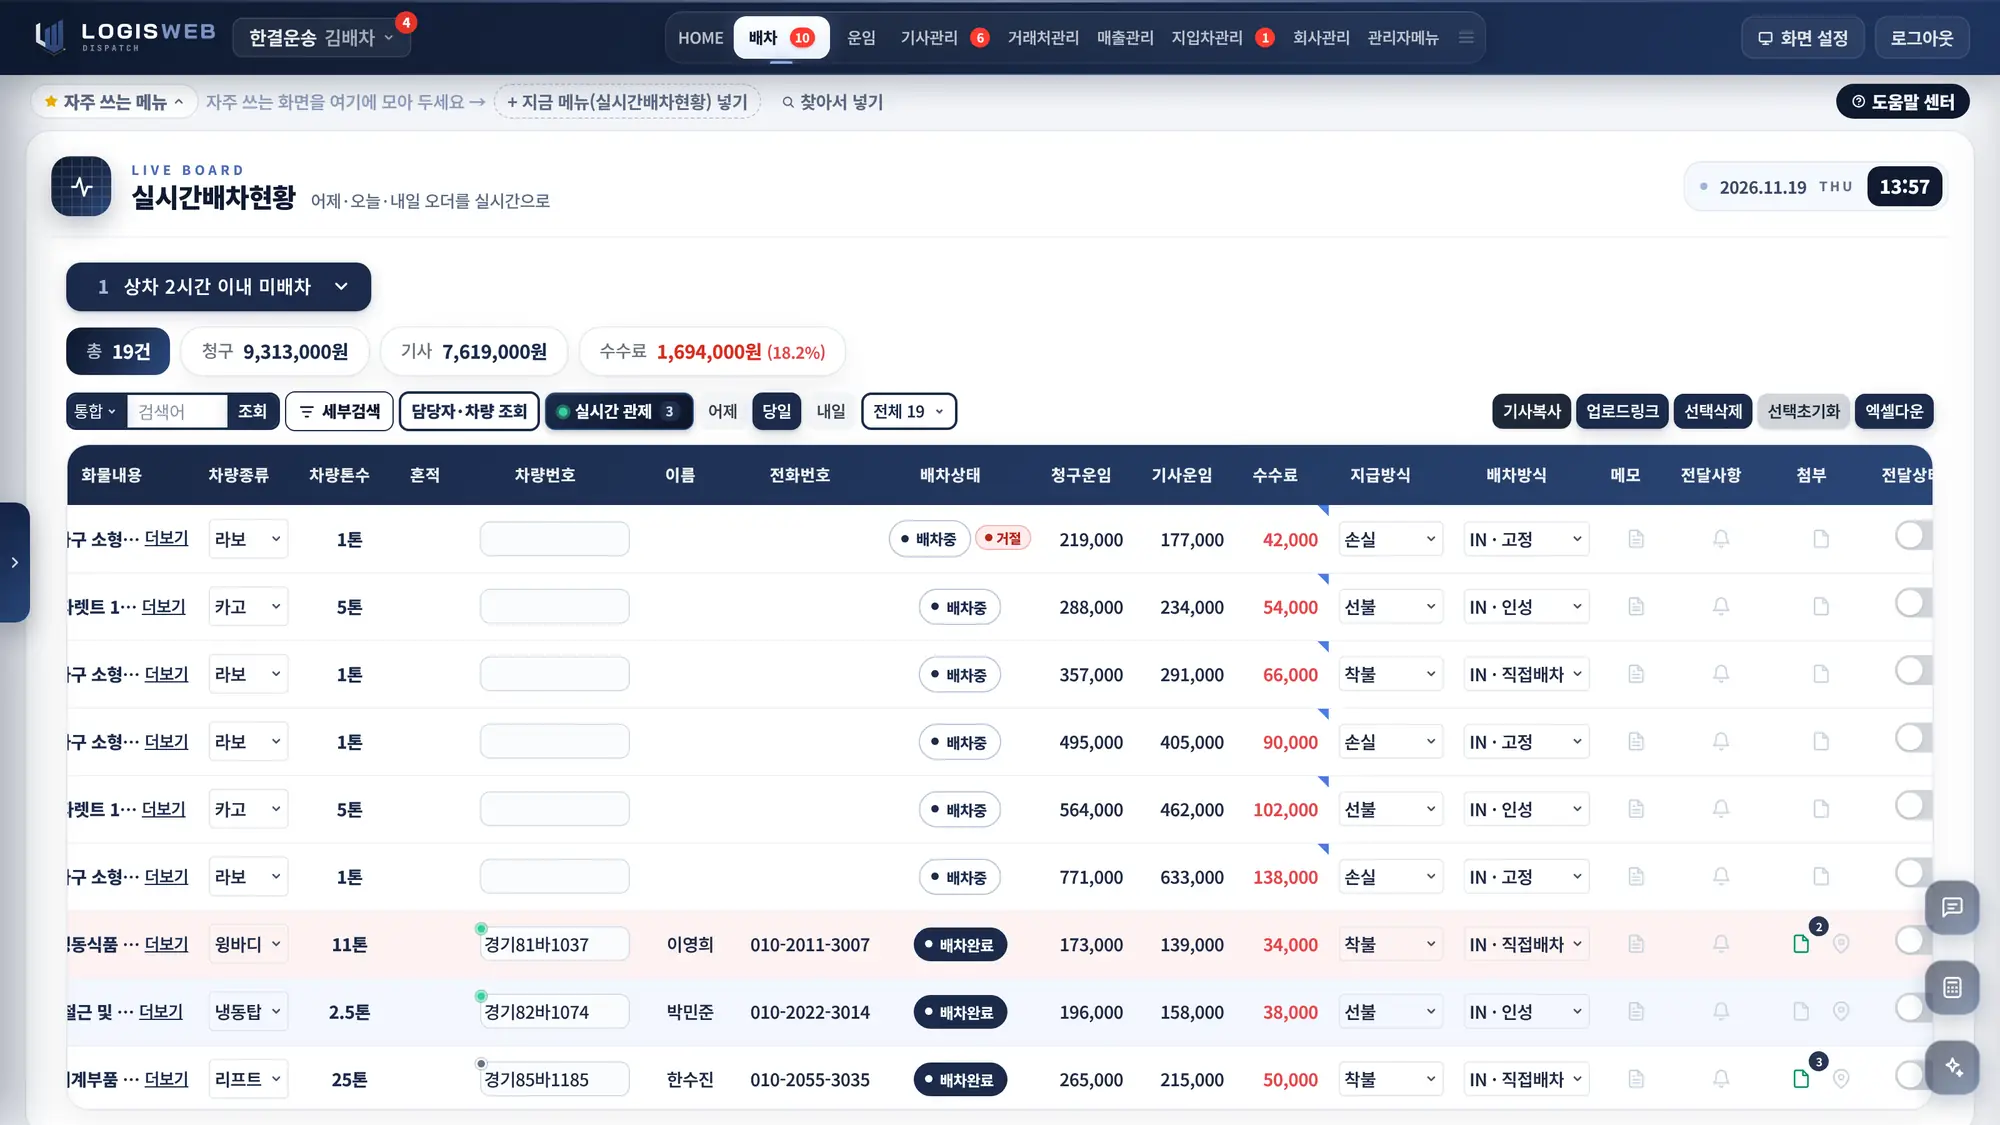 LOGISWEB
DISPATCH
한결운송 김배차 4
HOME 배차 10 운임 기사관리 6 거래처관리 매출관리 지입차관리 1 회사관리 관리자메뉴
화면 설정 로그아웃
자주 쓰는 메뉴 자주 쓰는 화면을 여기에 모아 두세요 → + 지금 메뉴(실시간배차현황) 넣기 찾아서 넣기 도움말 센터
LIVE BOARD
실시간배차현황 어제·오늘·내일 오더를 실시간으로
2026.11.19 THU 13:57
1 상차 2시간 이내 미배차
총 19건 청구 9,313,000원 기사 7,619,000원 수수료 1,694,000원 (18.2%)
통합 검색어 조회 세부검색 담당자·차량 조회 실시간 관제 3 어제 당일 내일 전체 19 기사복사 업로드링크 선택삭제 선택초기화 엑셀다운
화물내용 차량종류 차량톤수 혼적 차량번호 이름 전화번호 배차상태 청구운임 기사운임 수수료 지급방식 배차방식 메모 전달사항 첨부 전달상태
구 소형··· 더보기 라보 1톤 배차중 거절 219,000 177,000 42,000 손실 IN · 고정
렛트 1··· 더보기 카고 5톤 배차중 288,000 234,000 54,000 선불 IN · 인성
구 소형··· 더보기 라보 1톤 배차중 357,000 291,000 66,000 착불 IN · 직접배차
구 소형··· 더보기 라보 1톤 배차중 495,000 405,000 90,000 손실 IN · 고정
렛트 1··· 더보기 카고 5톤 배차중 564,000 462,000 102,000 선불 IN · 인성
구 소형··· 더보기 라보 1톤 배차중 771,000 633,000 138,000 손실 IN · 고정
동식품 ··· 더보기 윙바디 11톤 경기81바1037 이영희 010-2011-3007 배차완료 173,000 139,000 34,000 착불 IN · 직접배차 2
철근 및 ··· 더보기 냉동탑 2.5톤 경기82바1074 박민준 010-2022-3014 배차완료 196,000 158,000 38,000 선불 IN · 인성
계부품 ··· 더보기 리프트 25톤 경기85바1185 한수진 010-2055-3035 배차완료 265,000 215,000 50,000 착불 IN · 직접배차 3